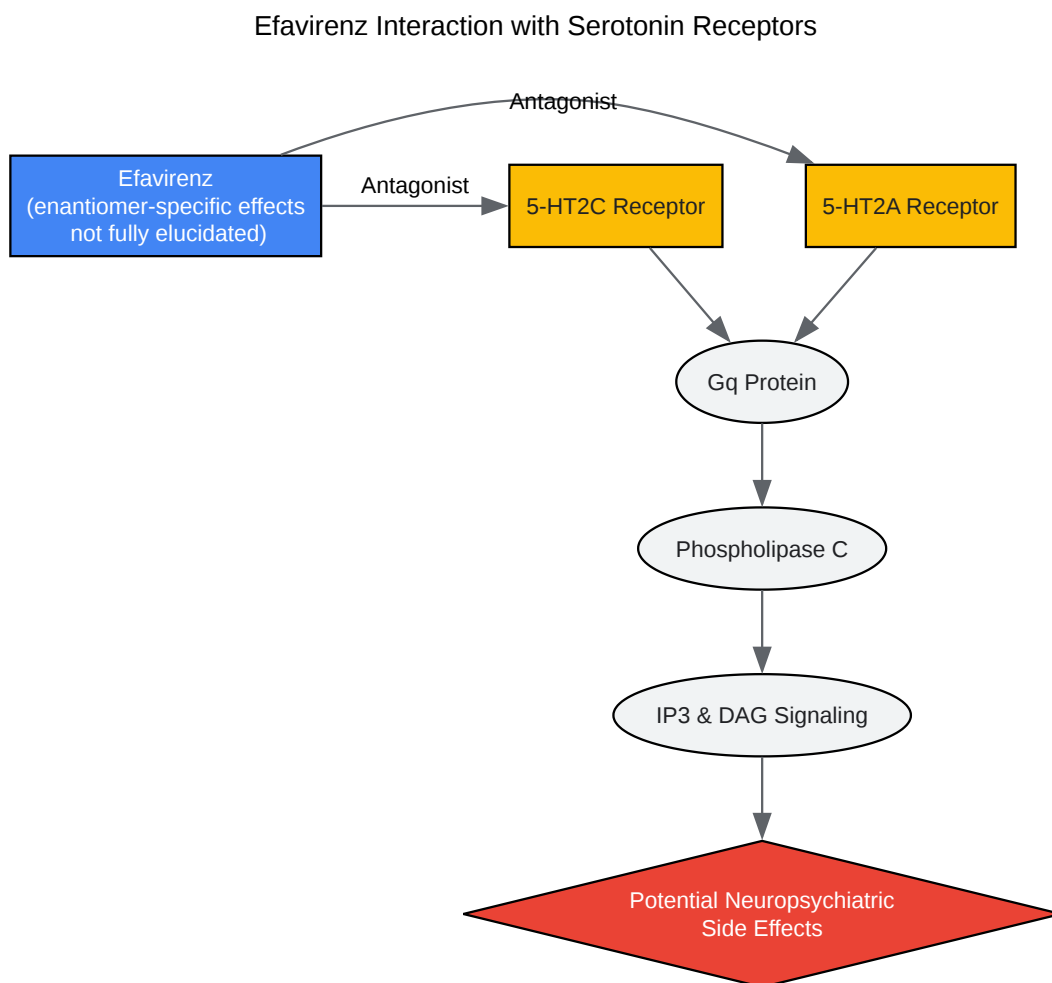 Efavirenz Interaction with Serotonin Receptors
Antagonist
Efavirenz
(enantiomer-specific effects
not fully elucidated)
Antagonist
5-HT2C Receptor
5-HT2A Receptor
Gq Protein
Phospholipase C
IP3 & DAG Signaling
Potential Neuropsychiatric
Side Effects